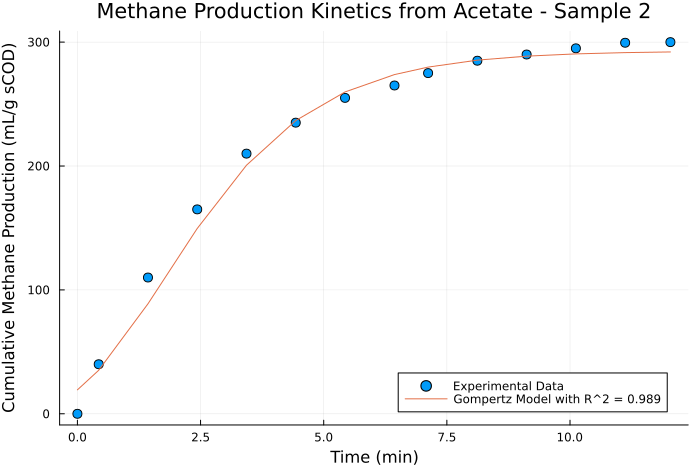 Methane Production Kinetics from Acetate - Sample 2
Cumulative Methane Production (mL/g sCOD)
300
200
100
0
Experimental Data
Gompertz Model with R^2 = 0.989
0.0 2.5 5.0 7.5 10.0
Time (min)